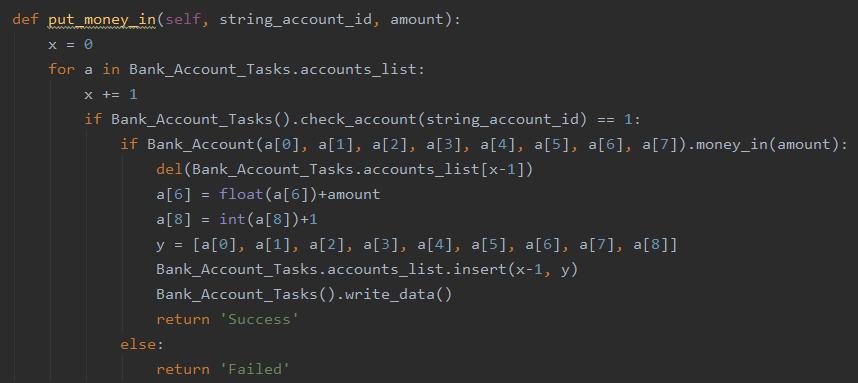 def put_money_in(self, string_account_id, amount):
    x = 0
    for a in Bank_Account_Tasks.accounts_list:
        x += 1
        if Bank_Account_Tasks().check_account(string_account_id) == 1:
            if Bank_Account(a[0], a[1], a[2], a[3], a[4], a[5], a[6], a[7]).money_in(amount):
                del(Bank_Account_Tasks.accounts_list[x-1])
                a[6] = float(a[6])+amount
                a[8] = int(a[8])+1
                y = [a[0], a[1], a[2], a[3], a[4], a[5], a[6], a[7], a[8]]
                Bank_Account_Tasks.accounts_list.insert(x-1, y)
                Bank_Account_Tasks().write_data()
                return 'Success'
            else:
                return 'Failed'